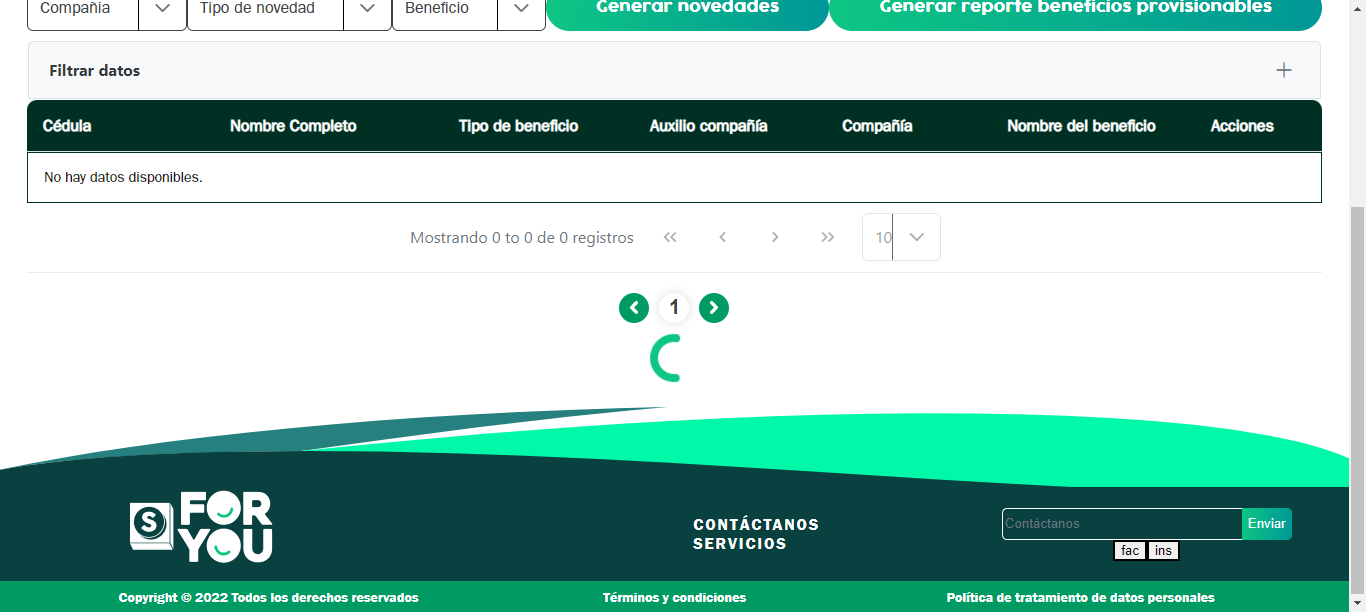 Compañía Tipo de novedad Beneficio Generar novedades Generar reporte beneficios provisionables
Filtrar datos
Cédula Nombre Completo Tipo de beneficio Auxilio compañía Compañía Nombre del beneficio Acciones
No hay datos disponibles.
Mostrando 0 to 0 de 0 registros 10
1
S FOR YOU
CONTÁCTANOS
SERVICIOS
Contáctanos Enviar
fac ins
Copyright © 2022 Todos los derechos reservados Términos y condiciones Política de tratamiento de datos personales